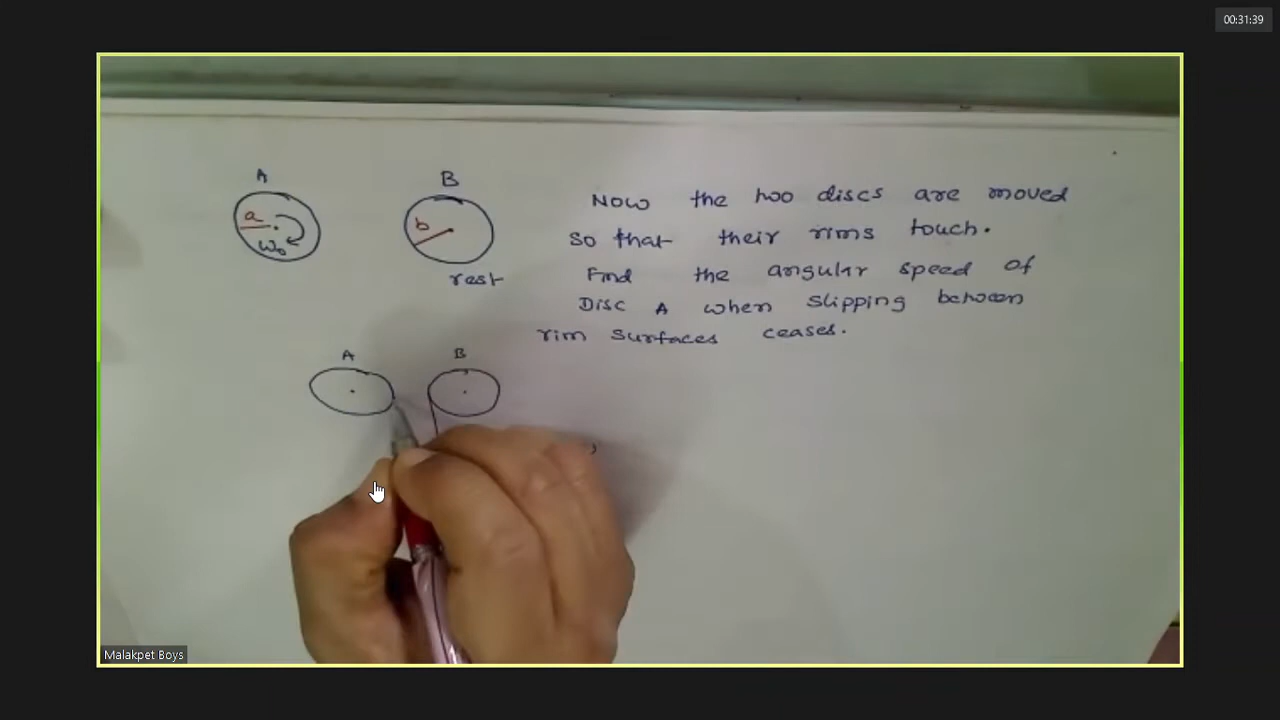 00:31:39
A
B
a
ω₀
b
rest
Now the two discs are moved
so that their rims touch.
Find the angular speed of
Disc A when slipping between
rim surfaces ceases.
A
B
Malakpet Boys